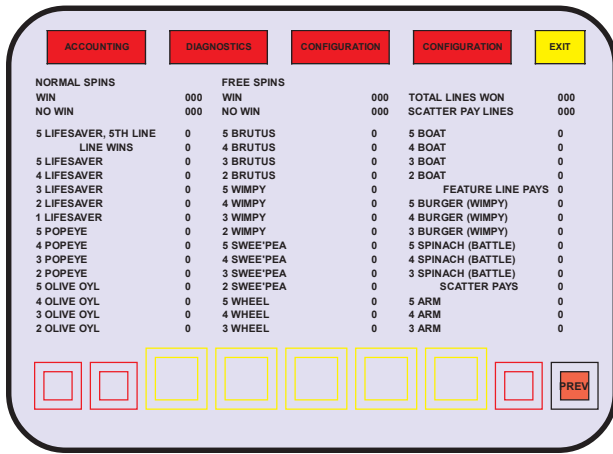 ACCOUNTING DIAGNOSTICS CONFIGURATION CONFIGURATION EXIT
NORMAL SPINS FREE SPINS
WIN 000 WIN 000 TOTAL LINES WON 000
NO WIN 000 NO WIN 000 SCATTER PAY LINES 000
5 LIFESAVER, 5TH LINE 0 5 BRUTUS 0 5 BOAT 0
LINE WINS 4 BRUTUS 0 4 BOAT 0
5 LIFESAVER 0 3 BRUTUS 0 3 BOAT 0
4 LIFESAVER 0 2 BRUTUS 0 2 BOAT 0
3 LIFESAVER 0 5 WIMPY 0 FEATURE LINE PAYS 0
2 LIFESAVER 0 4 WIMPY 0 5 BURGER (WIMPY) 0
1 LIFESAVER 0 3 WIMPY 0 4 BURGER (WIMPY) 0
5 POPEYE 0 2 WIMPY 0 3 BURGER (WIMPY) 0
4 POPEYE 0 5 SWEE'PEA 0 5 SPINACH (BATTLE) 0
3 POPEYE 0 4 SWEE'PEA 0 4 SPINACH (BATTLE) 0
2 POPEYE 0 3 SWEE'PEA 0 3 SPINACH (BATTLE) 0
5 OLIVE OYL 0 2 SWEE'PEA 0 SCATTER PAYS 0
4 OLIVE OYL 0 5 WHEEL 0 5 ARM 0
3 OLIVE OYL 0 4 WHEEL 0 4 ARM 0
2 OLIVE OYL 0 3 WHEEL 0 3 ARM 0
PREV